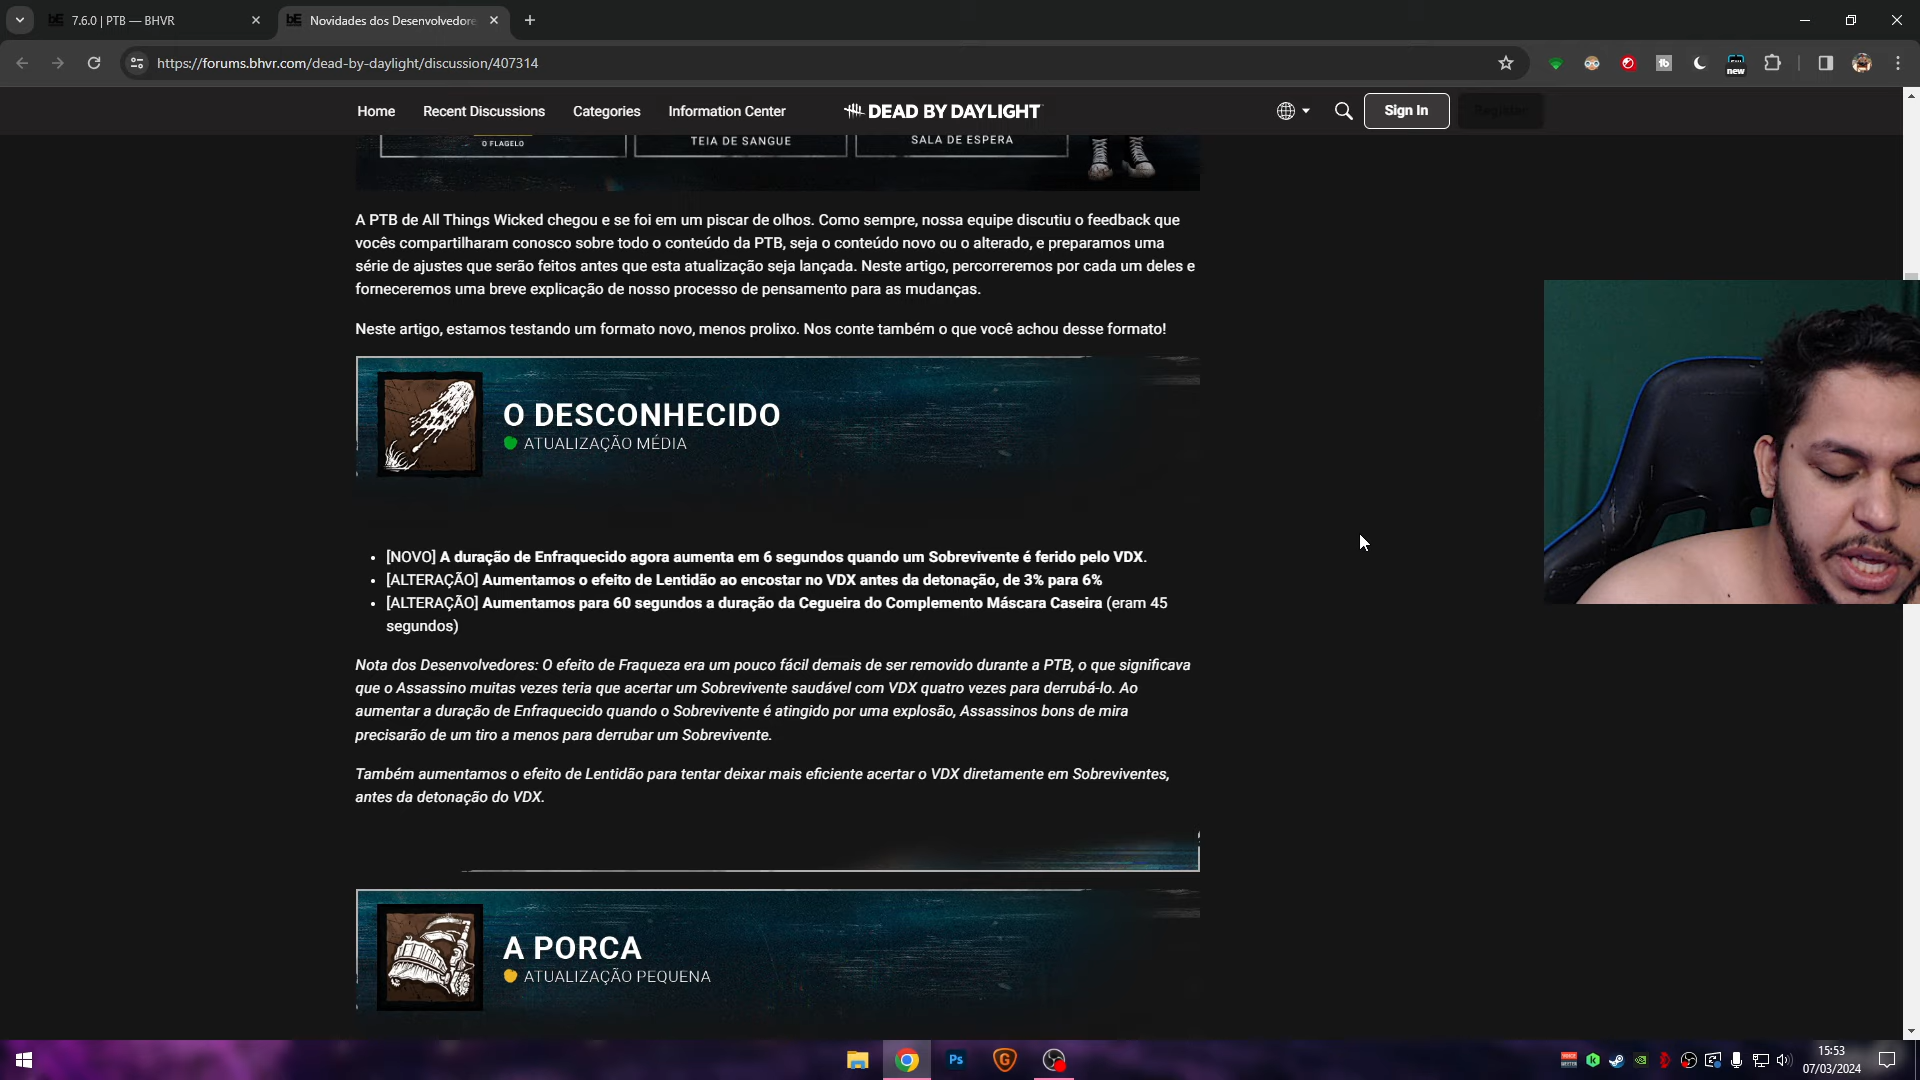 7.6.0 | PTB — BHVR
Novidades dos Desenvolvedore
https://forums.bhvr.com/dead-by-daylight/discussion/407314
new
Home
Recent Discussions
Categories
Information Center
DEAD BY DAYLIGHT
Sign In
Register
O FLAGELO
TEIA DE SANGUE
SALA DE ESPERA
A PTB de All Things Wicked chegou e se foi em um piscar de olhos. Como sempre, nossa equipe discutiu o feedback que
vocês compartilharam conosco sobre todo o conteúdo da PTB, seja o conteúdo novo ou o alterado, e preparamos uma
série de ajustes que serão feitos antes que esta atualização seja lançada. Neste artigo, percorreremos por cada um deles e
forneceremos uma breve explicação de nosso processo de pensamento para as mudanças.
Neste artigo, estamos testando um formato novo, menos prolixo. Nos conte também o que você achou desse formato!
O DESCONHECIDO
ATUALIZAÇÃO MÉDIA
• [NOVO] A duração de Enfraquecido agora aumenta em 6 segundos quando um Sobrevivente é ferido pelo VDX.
• [ALTERAÇÃO] Aumentamos o efeito de Lentidão ao encostar no VDX antes da detonação, de 3% para 6%
• [ALTERAÇÃO] Aumentamos para 60 segundos a duração da Cegueira do Complemento Máscara Caseira (eram 45
segundos)
Nota dos Desenvolvedores: O efeito de Fraqueza era um pouco fácil demais de ser removido durante a PTB, o que significava
que o Assassino muitas vezes teria que acertar um Sobrevivente saudável com VDX quatro vezes para derrubá-lo. Ao
aumentar a duração de Enfraquecido quando o Sobrevivente é atingido por uma explosão, Assassinos bons de mira
precisarão de um tiro a menos para derrubar um Sobrevivente.
Também aumentamos o efeito de Lentidão para tentar deixar mais eficiente acertar o VDX diretamente em Sobreviventes,
antes da detonação do VDX.
A PORCA
ATUALIZAÇÃO PEQUENA
Ps
15:53
07/03/2024